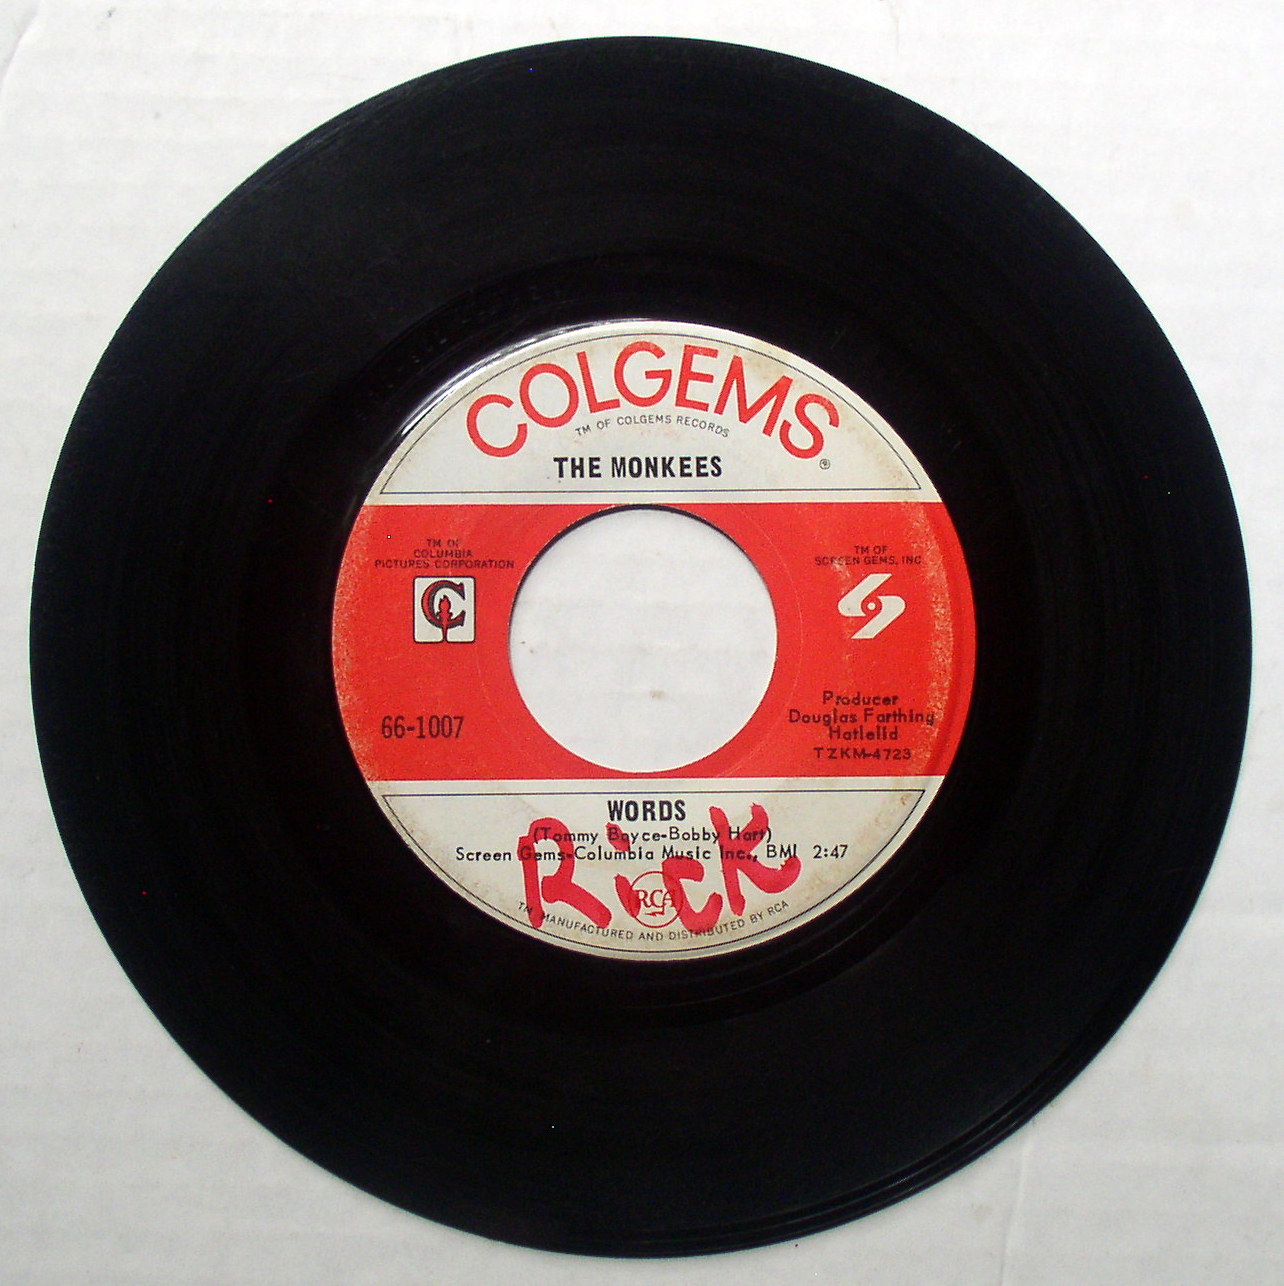 COLGEMS
TM OF COLGEMS RECORDS
®
THE MONKEES
TM OF
COLUMBIA
PICTURES CORPORATION
C
TM OF
SCREEN GEMS, INC
66-1007
Producer
Douglas Farthing
Hatlelid
TZKM-4723
WORDS
(Tommy Boyce-Bobby Hart)
Screen Gems-Columbia Music Inc., BMI 2:47
Rick
RCA
TM MANUFACTURED AND DISTRIBUTED BY RCA